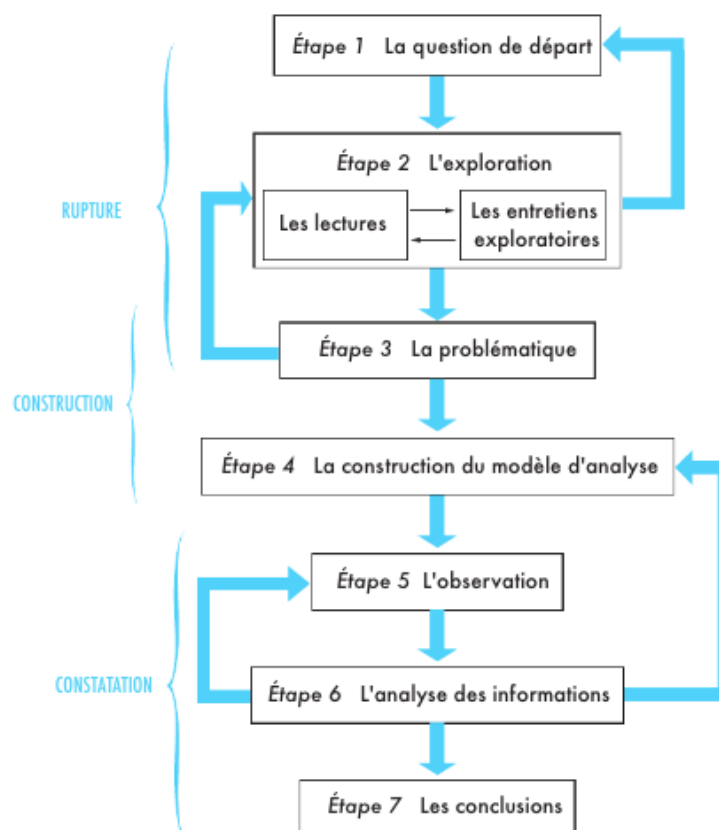 Étape 1 La question de départ
Étape 2 L'exploration
RUPTURE
Les lectures
Les entretiens
exploratoires
Étape 3 La problématique
CONSTRUCTION
Étape 4 La construction du modèle d'analyse
Étape 5 L'observation
CONSTATATION
Étape 6 L'analyse des informations
Étape 7 Les conclusions